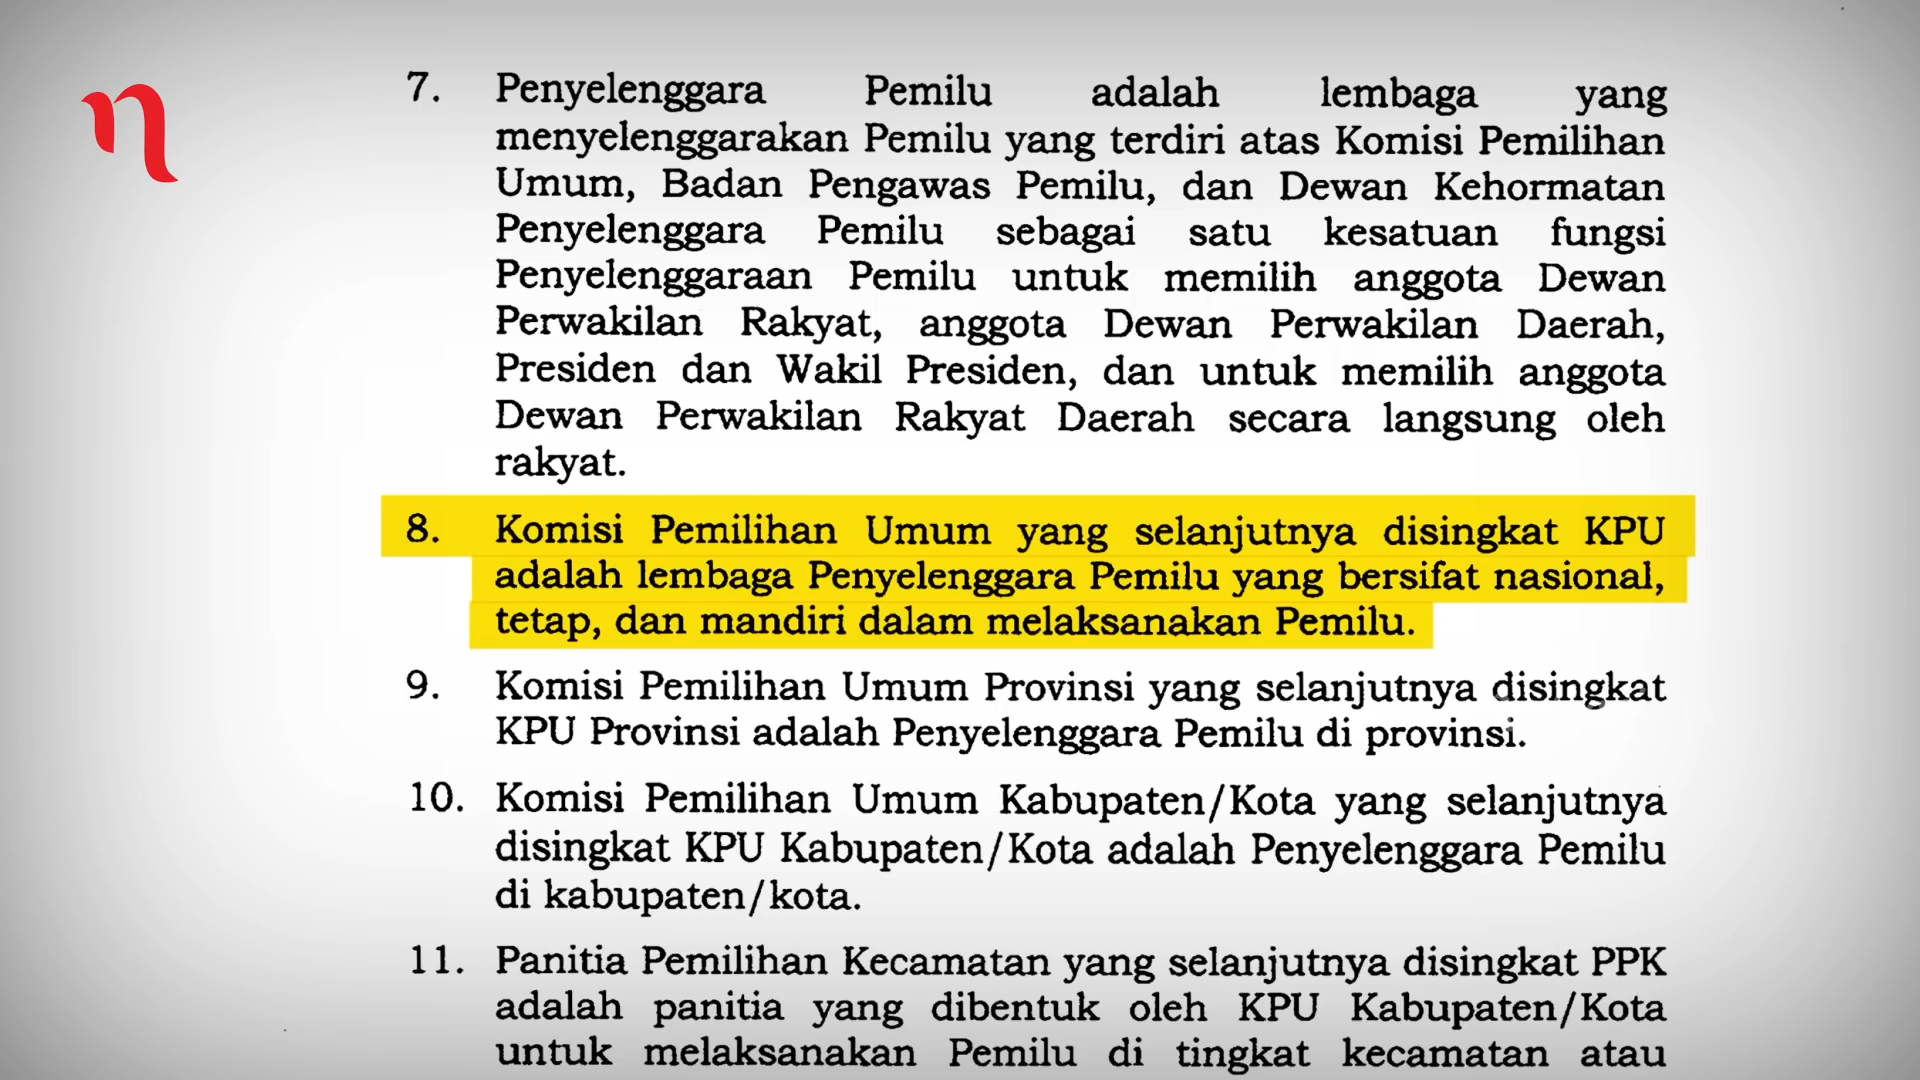 7. Penyelenggara Pemilu adalah lembaga yang
menyelenggarakan Pemilu yang terdiri atas Komisi Pemilihan
Umum, Badan Pengawas Pemilu, dan Dewan Kehormatan
Penyelenggara Pemilu sebagai satu kesatuan fungsi
Penyelenggaraan Pemilu untuk memilih anggota Dewan
Perwakilan Rakyat, anggota Dewan Perwakilan Daerah,
Presiden dan Wakil Presiden, dan untuk memilih anggota
Dewan Perwakilan Rakyat Daerah secara langsung oleh
rakyat.
8. Komisi Pemilihan Umum yang selanjutnya disingkat KPU
adalah lembaga Penyelenggara Pemilu yang bersifat nasional,
tetap, dan mandiri dalam melaksanakan Pemilu.
9. Komisi Pemilihan Umum Provinsi yang selanjutnya disingkat
KPU Provinsi adalah Penyelenggara Pemilu di provinsi.
10. Komisi Pemilihan Umum Kabupaten/Kota yang selanjutnya
disingkat KPU Kabupaten/Kota adalah Penyelenggara Pemilu
di kabupaten/kota.
11. Panitia Pemilihan Kecamatan yang selanjutnya disingkat PPK
adalah panitia yang dibentuk oleh KPU Kabupaten/Kota
untuk melaksanakan Pemilu di tingkat kecamatan atau